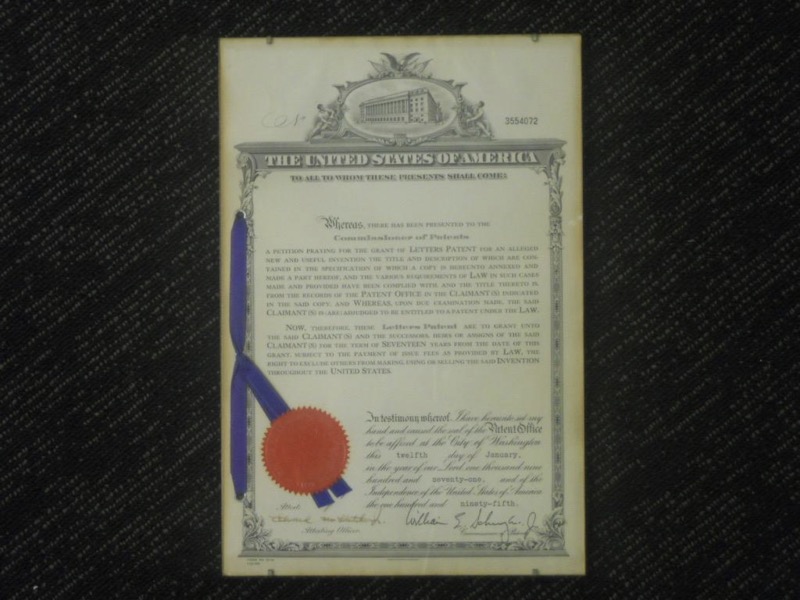 3554072
THE UNITED STATES OF AMERICA
TO ALL TO WHOM THESE PRESENTS SHALL COME:
Whereas, THERE HAS BEEN PRESENTED TO THE
Commissioner of Patents
A PETITION PRAYING FOR THE GRANT OF LETTERS PATENT FOR AN ALLEGED
NEW AND USEFUL INVENTION THE TITLE AND DESCRIPTION OF WHICH ARE CON-
TAINED IN THE SPECIFICATION OF WHICH A COPY IS HEREUNTO ANNEXED AND
MADE A PART HEREOF, AND THE VARIOUS REQUIREMENTS OF LAW IN SUCH CASES
MADE AND PROVIDED HAVE BEEN COMPLIED WITH, AND THE TITLE THERETO IS,
FROM THE RECORDS OF THE PATENT OFFICE IN THE CLAIMANT(S) INDICATED
IN THE SAID COPY, AND WHEREAS, UPON DUE EXAMINATION MADE, THE SAID
CLAIMANT(S) IS (ARE) ADJUDGED TO BE ENTITLED TO A PATENT UNDER THE LAW.
NOW, THEREFORE, THESE Letters Patent ARE TO GRANT UNTO
THE SAID CLAIMANT(S) AND THE SUCCESSORS, HEIRS OR ASSIGNS OF THE SAID
CLAIMANT(S) FOR THE TERM OF SEVENTEEN YEARS FROM THE DATE OF THIS
GRANT, SUBJECT TO THE PAYMENT OF ISSUE FEES AS PROVIDED BY LAW, THE
RIGHT TO EXCLUDE OTHERS FROM MAKING, USING OR SELLING THE SAID INVENTION
THROUGHOUT THE UNITED STATES.
In testimony whereof, I have hereunto set my
hand and caused the seal of the Patent Office
to be affixed at the City of Washington
this twelfth day of January,
in the year of our Lord one thousand nine
hundred and seventy-one, and of the
Independence of the United States of America
the one hundred and ninety-fifth.
Attest:
William E. Schuyler, Jr.
Attesting Officer.
Commissioner of Patents.